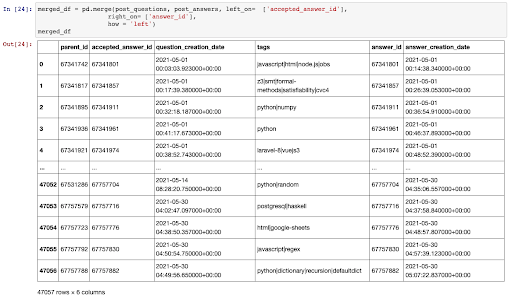 In [24]: merged_df = pd.merge(post_questions, post_answers, left_on= ['accepted_answer_id'],
right_on= ['answer_id'],
how = 'left')
merged_df
Out[24]:
parent_id accepted_answer_id question_creation_date tags answer_id answer_creation_date
0 67341742 67341801 2021-05-01 00:03:03.923000+00:00 javascript|html|node.js|jobs 67341801 2021-05-01 00:14:38.340000+00:00
1 67341817 67341857 2021-05-01 00:17:39.380000+00:00 z3|smt|formal-methods|satisfiability|cvc4 67341857 2021-05-01 00:26:39.053000+00:00
2 67341895 67341911 2021-05-01 00:32:18.187000+00:00 python|numpy 67341911 2021-05-01 00:36:54.910000+00:00
3 67341936 67341961 2021-05-01 00:41:17.673000+00:00 python 67341961 2021-05-01 00:46:37.893000+00:00
4 67341921 67341974 2021-05-01 00:38:52.743000+00:00 laravel-8|vuejs3 67341974 2021-05-01 00:48:52.390000+00:00
... ... ... ... ... ... ...
47052 67531286 67757704 2021-05-14 08:28:20.750000+00:00 python|random 67757704 2021-05-30 04:35:06.557000+00:00
47053 67757579 67757716 2021-05-30 04:02:47.097000+00:00 postgresql|haskell 67757716 2021-05-30 04:37:58.840000+00:00
47054 67757723 67757776 2021-05-30 04:38:50.357000+00:00 html|google-sheets 67757776 2021-05-30 04:48:57.807000+00:00
47055 67757792 67757830 2021-05-30 04:50:54.750000+00:00 javascript|regex 67757830 2021-05-30 04:57:39.123000+00:00
47056 67757788 67757882 2021-05-30 04:49:56.650000+00:00 python|dictionary|recursion|defaultdict 67757882 2021-05-30 05:07:22.837000+00:00
47057 rows × 6 columns